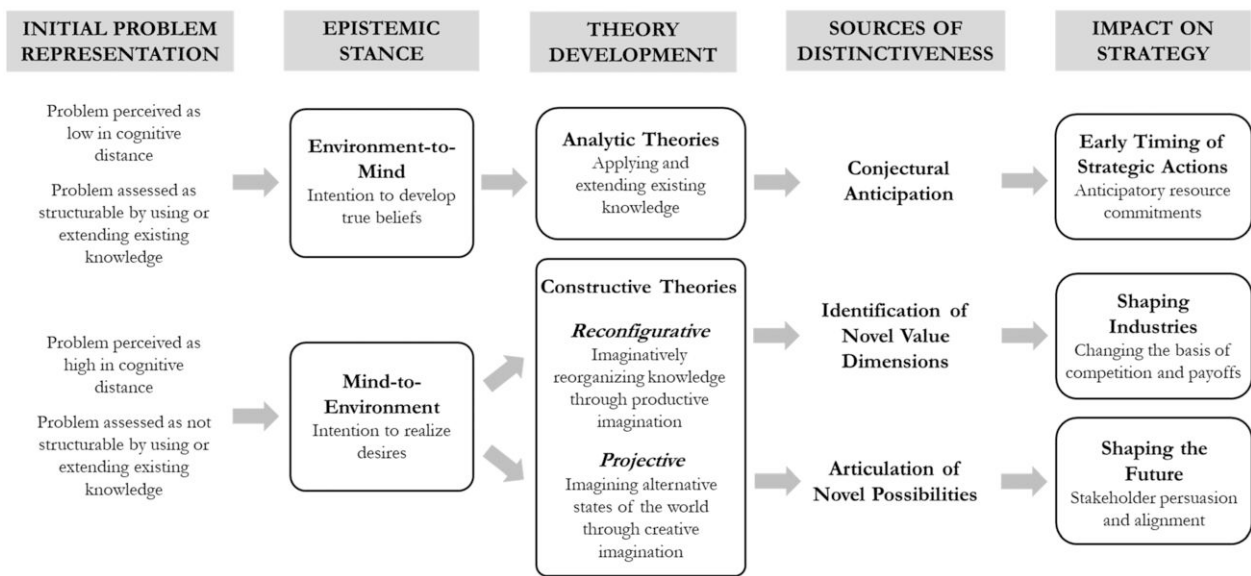 INITIAL PROBLEM
REPRESENTATION
EPISTEMIC
STANCE
THEORY
DEVELOPMENT
SOURCES OF
DISTINCTIVENESS
IMPACT ON
STRATEGY
Problem perceived as
low in cognitive
distance
Problem assessed as
structurable by using or
extending existing
knowledge
Environment-to-
Mind
Intention to develop
true beliefs
Analytic Theories
Applying and
extending existing
knowledge
Conjectural
Anticipation
Early Timing of
Strategic Actions
Anticipatory resource
commitments
Problem perceived as
high in cognitive
distance
Problem assessed as not
structurable by using or
extending existing
knowledge
Mind-to-
Environment
Intention to realize
desires
Constructive Theories
Reconfigurative
Imaginatively
reorganizing knowledge
through productive
imagination
Projective
Imagining alternative
states of the world
through creative
imagination
Identification of
Novel Value
Dimensions
Shaping
Industries
Changing the basis of
competition and payoffs
Articulation of
Novel Possibilities
Shaping the
Future
Stakeholder persuasion
and alignment